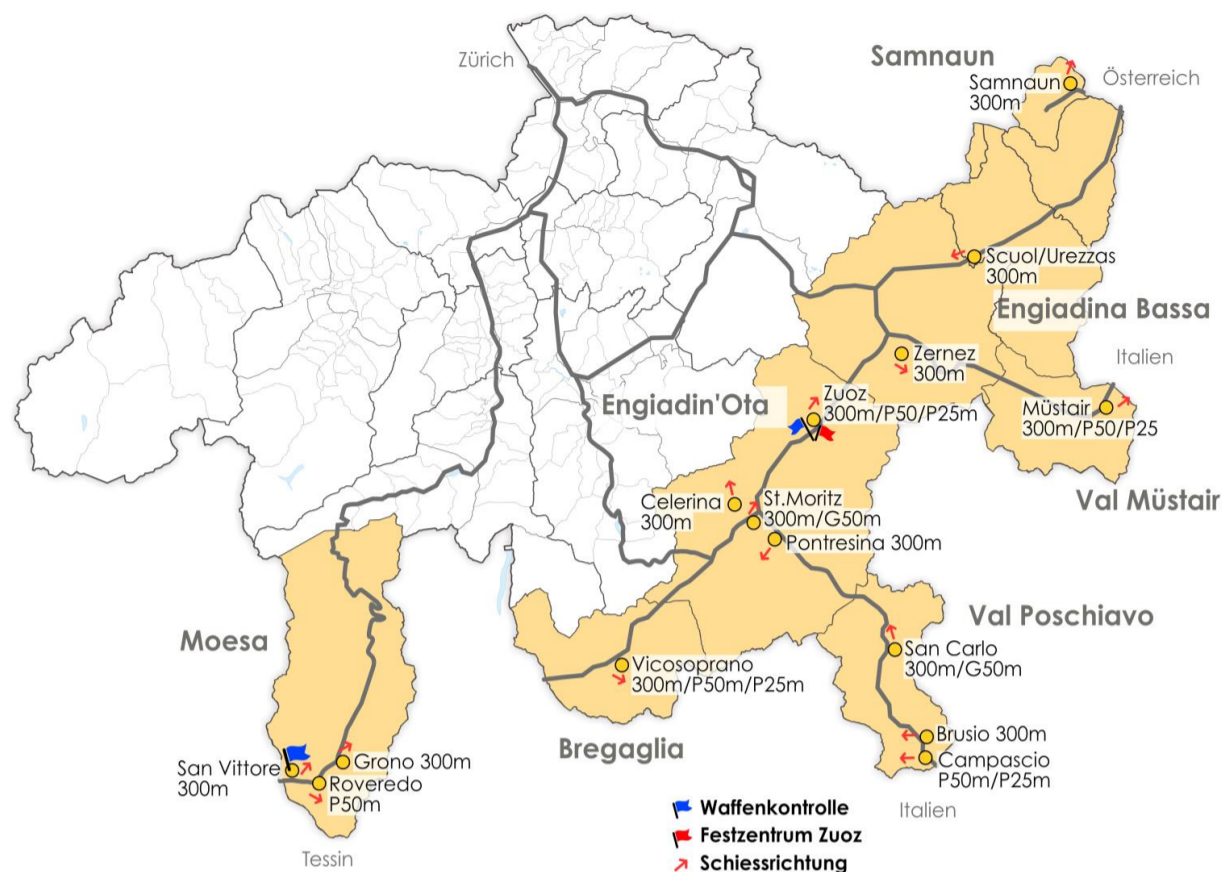 Zürich
Samnaun
Samnaun
300m
Österreich
Scuol/Urezzas
300m
Engiadina Bassa
Zernez
300m
Italien
Müstair
300m/P50/P25
Val Müstair
Engiadin'Ota
Zuoz
300m/P50/P25m
Celerina
300m
St.Moritz
300m/G50m
Pontresina 300m
Val Poschiavo
San Carlo
300m/G50m
Moesa
Vicosoprano
300m/P50m/P25m
Bregaglia
Brusio 300m
Campascio
P50m/P25m
Italien
San Vittore
300m
Grono 300m
Roveredo
P50m
Tessin
Waffenkontrolle
Festzentrum Zuoz
Schiessrichtung